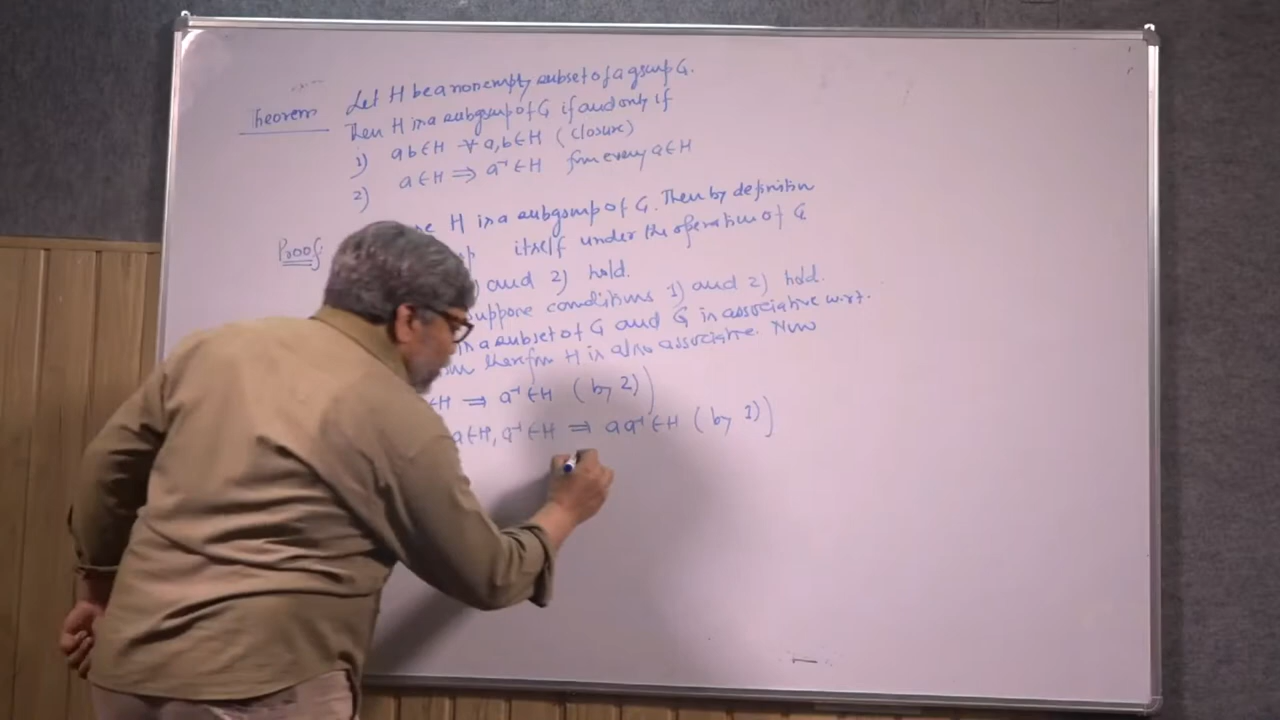 Theorem Let H be a nonempty subset of a group G.
Then H is a subgroup of G if and only if
1) ab ∈ H ∀ a,b ∈ H (closure)
2) a ∈ H ⟹ a⁻¹ ∈ H for every a ∈ H
Proof: H is a subgroup of G. Then by definition
itself under the operation of G
and 2) hold.
suppose conditions 1) and 2) hold.
is a subset of G and G is associative w.r.t.
therefore H is also associative. Now
∈ H ⟹ a⁻¹ ∈ H (by 2))
a ∈ H, a⁻¹ ∈ H ⟹ aa⁻¹ ∈ H (by 1))